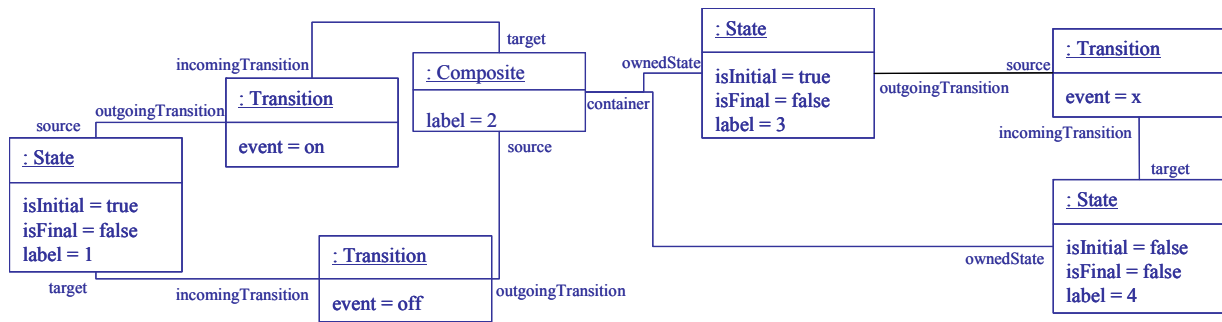 : State
isInitial = true
isFinal = false
label = 3
target
incomingTransition
: Composite
label = 2
ownedState
container
source
: Transition
event = x
outgoingTransition
incomingTransition
target
: Transition
event = on
outgoingTransition
source
: State
isInitial = true
isFinal = false
label = 1
target
source
: Transition
event = off
incomingTransition
outgoingTransition
: State
isInitial = false
isFinal = false
label = 4
ownedState